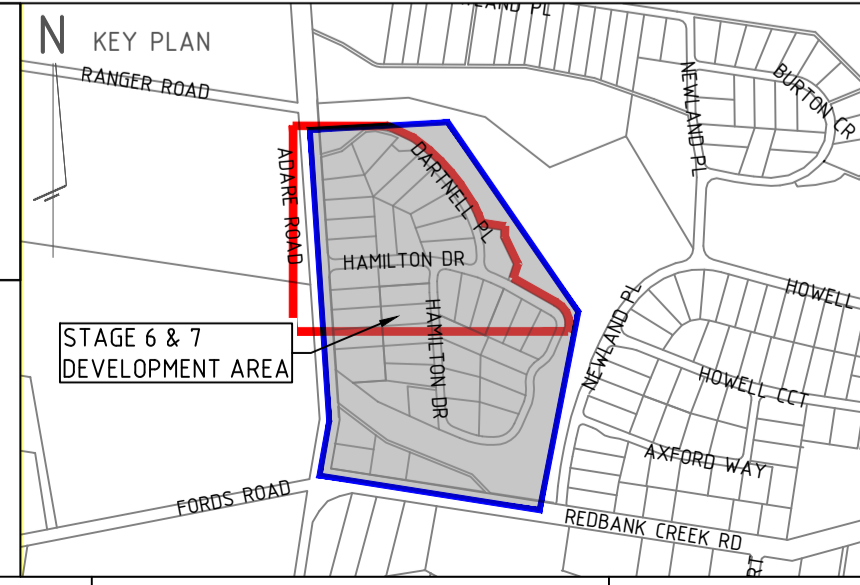 N KEY PLAN
RANGER ROAD
BURTON CR
NEWLAND PL
ADARE ROAD
DARTNELL PL
HAMILTON DR
HOWELL
NEWLAND PL
STAGE 6 & 7
DEVELOPMENT AREA
HAMILTON DR
HOWELL CCT
AXFORD WAY
FORDS ROAD
REDBANK CREEK RD